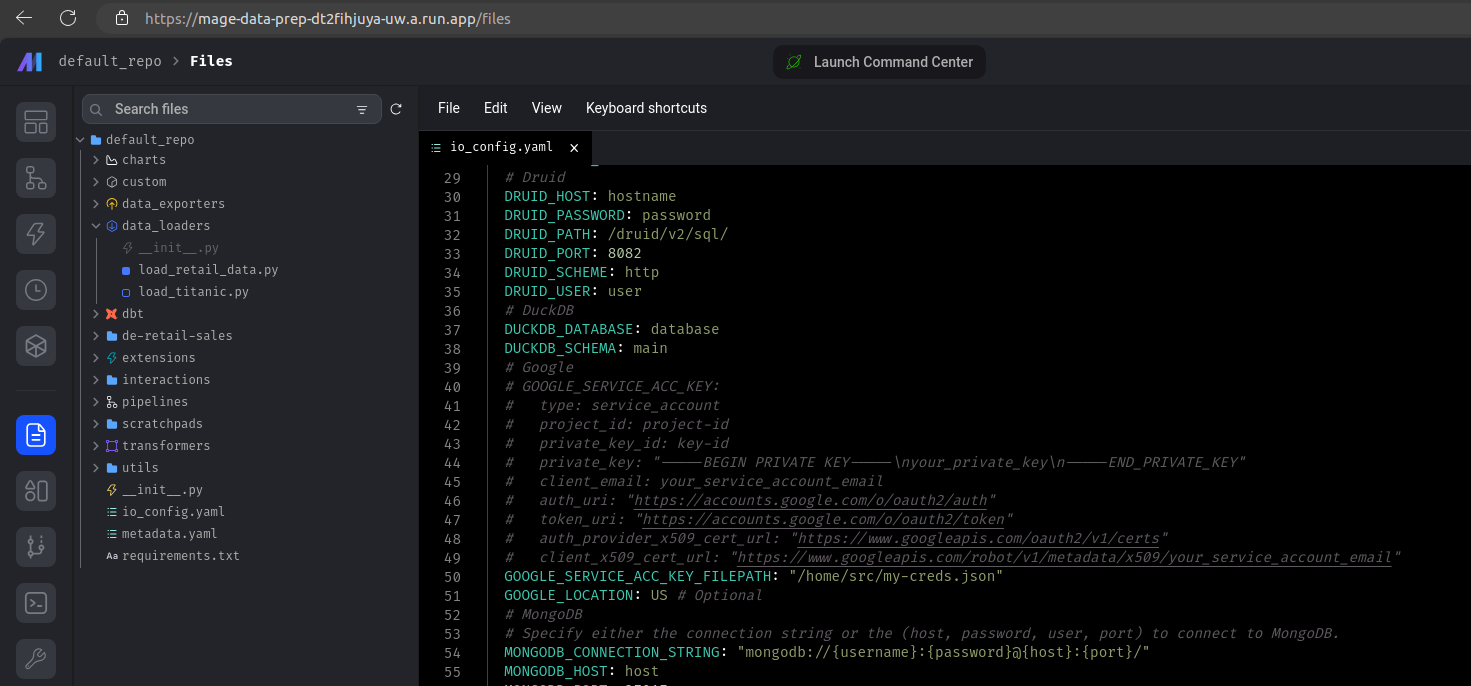 https://mage-data-prep-dt2fihjuya-uw.a.run.app/files
default_repo > Files
Launch Command Center
Search files
default_repo
charts
custom
data_exporters
data_loaders
__init__.py
load_retail_data.py
load_titanic.py
dbt
de-retail-sales
extensions
interactions
pipelines
scratchpads
transformers
utils
__init__.py
io_config.yaml
metadata.yaml
Aa requirements.txt
File Edit View Keyboard shortcuts
io_config.yaml ×
29 # Druid
30 DRUID_HOST: hostname
31 DRUID_PASSWORD: password
32 DRUID_PATH: /druid/v2/sql/
33 DRUID_PORT: 8082
34 DRUID_SCHEME: http
35 DRUID_USER: user
36 # DuckDB
37 DUCKDB_DATABASE: database
38 DUCKDB_SCHEMA: main
39 # Google
40 # GOOGLE_SERVICE_ACC_KEY:
41 #   type: service_account
42 #   project_id: project-id
43 #   private_key_id: key-id
44 #   private_key: "-----BEGIN PRIVATE KEY-----\nyour_private_key\n-----END_PRIVATE_KEY"
45 #   client_email: your_service_account_email
46 #   auth_uri: "https://accounts.google.com/o/oauth2/auth"
47 #   token_uri: "https://accounts.google.com/o/oauth2/token"
48 #   auth_provider_x509_cert_url: "https://www.googleapis.com/oauth2/v1/certs"
49 #   client_x509_cert_url: "https://www.googleapis.com/robot/v1/metadata/x509/your_service_account_email"
50 GOOGLE_SERVICE_ACC_KEY_FILEPATH: "/home/src/my-creds.json"
51 GOOGLE_LOCATION: US # Optional
52 # MongoDB
53 # Specify either the connection string or the (host, password, user, port) to connect to MongoDB.
54 MONGODB_CONNECTION_STRING: "mongodb://{username}:{password}@{host}:{port}/"
55 MONGODB_HOST: host